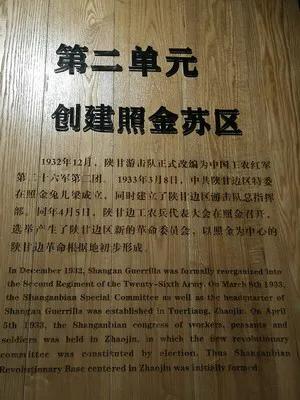 第二单元
创建照金苏区
1932年12月，陕甘游击队正式改编为中国工农红军
第二十六军第二团。1933年3月8日，中共陕甘边区特委
在照金兔儿梁成立，同时建立了陕甘边区游击队总指挥
部。同年4月5日，陕甘边工农兵代表大会在照金召开，
选举产生了陕甘边区新的革命委员会，以照金为中心的
陕甘边革命根据地初步形成。
In December 1932, Shangan Guerrilla was formally reorganized into
the Second Regiment of the Twenty-Sixth Army. On March 8th 1933,
the Shanganbian Special Committee as well as the headquarter of
Shangan Guerrilla was established in Tuerliang, Zhaojin. On April
5th 1933, the Shanganbian congress of workers, peasants and
soldiers was held in Zhaojin, in which the new revolutionary
committee was constituted by election. Thus Shanganbian
Revolutionary Base centered in Zhaojin was initially formed.